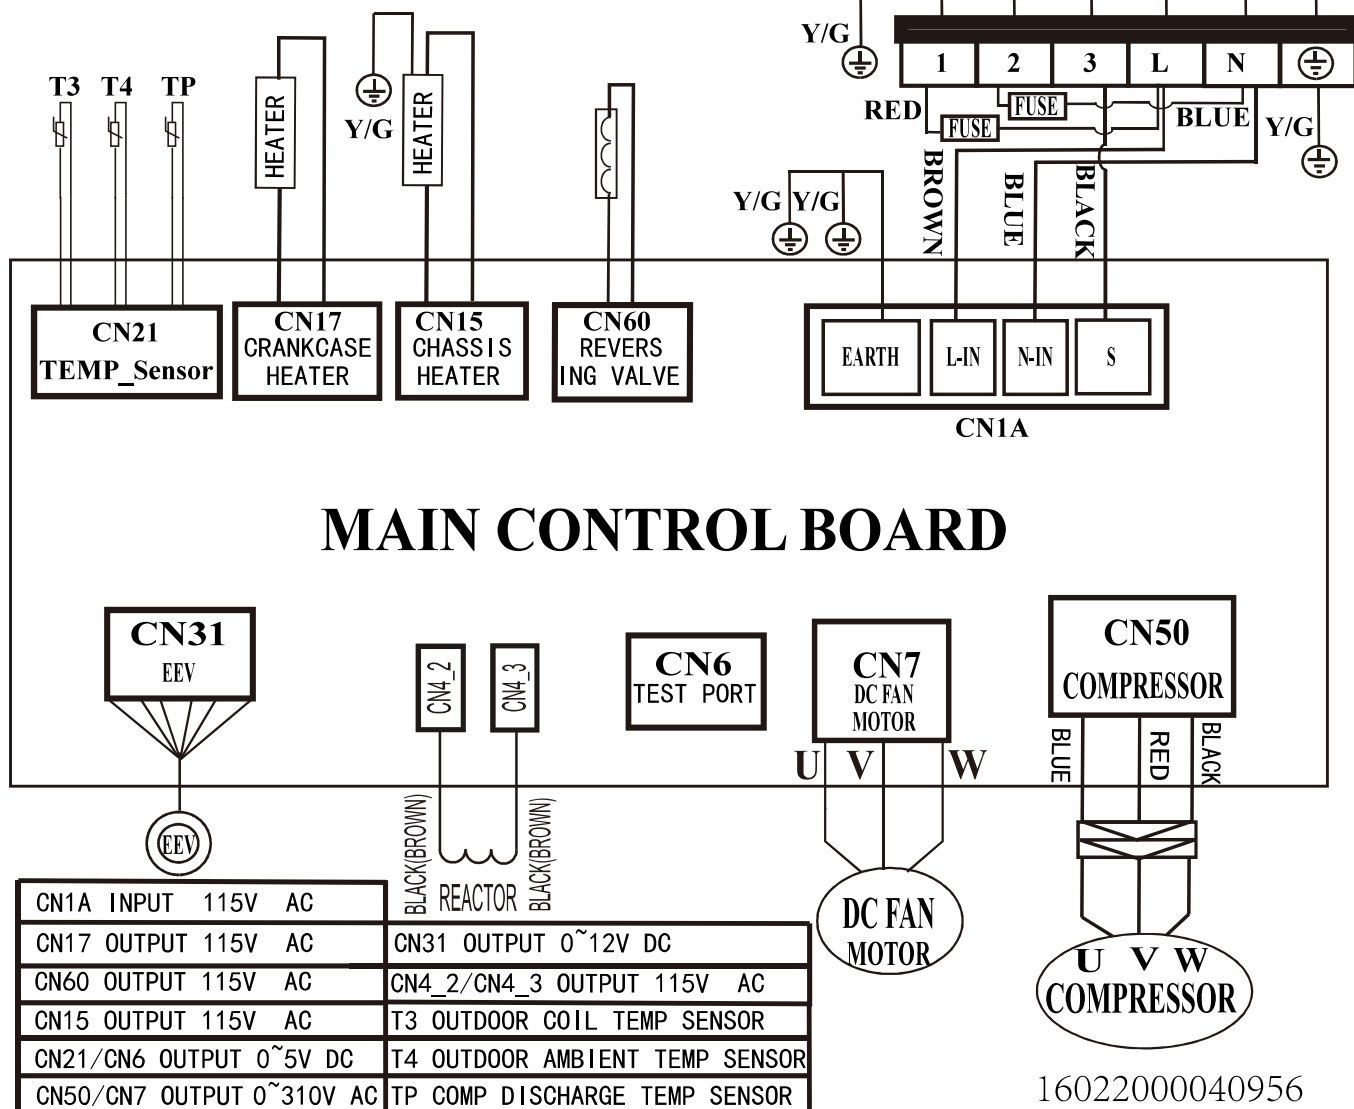 Y/G
1 2 3 L N
RED FUSE FUSE BLUE Y/G
T3 T4 TP
HEATER
Y/G
HEATER
Y/G Y/G
BROWN
BLUE
BLACK
CN21
TEMP_Sensor
CN17
CRANKCASE
HEATER
CN15
CHASSIS
HEATER
CN60
REVERS
ING VALVE
EARTH L-IN N-IN S
CN1A
MAIN CONTROL BOARD
CN31
EEV
CN4_2
CN4_3
CN6
TEST PORT
CN7
DC FAN
MOTOR
U V W
CN50
COMPRESSOR
BLUE
RED
BLACK
EEV
BLACK(BROWN)
REACTOR
BLACK(BROWN)
DC FAN
MOTOR
U V W
COMPRESSOR
CN1A INPUT 115V AC
CN17 OUTPUT 115V AC
CN31 OUTPUT 0~12V DC
CN60 OUTPUT 115V AC
CN4_2/CN4_3 OUTPUT 115V AC
CN15 OUTPUT 115V AC
T3 OUTDOOR COIL TEMP SENSOR
CN21/CN6 OUTPUT 0~5V DC
T4 OUTDOOR AMBIENT TEMP SENSOR
CN50/CN7 OUTPUT 0~310V AC
TP COMP DISCHARGE TEMP SENSOR
16022000040956